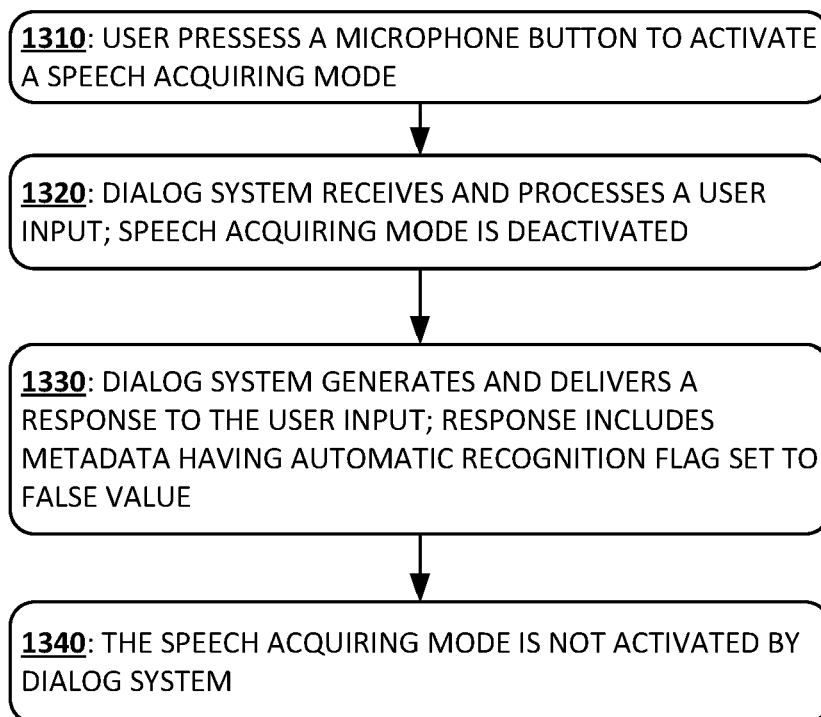 1310: USER PRESSESS A MICROPHONE BUTTON TO ACTIVATE
A SPEECH ACQUIRING MODE
1320: DIALOG SYSTEM RECEIVES AND PROCESSES A USER
INPUT; SPEECH ACQUIRING MODE IS DEACTIVATED
1330: DIALOG SYSTEM GENERATES AND DELIVERS A
RESPONSE TO THE USER INPUT; RESPONSE INCLUDES
METADATA HAVING AUTOMATIC RECOGNITION FLAG SET TO
FALSE VALUE
1340: THE SPEECH ACQUIRING MODE IS NOT ACTIVATED BY
DIALOG SYSTEM